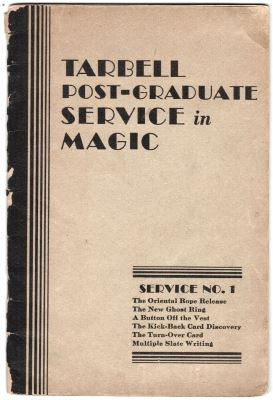 TARBELL
POST-GRADUATE
SERVICE in
MAGIC
SERVICE NO. 1
The Oriental Rope Release
The New Ghost Ring
A Button Off the Vest
The Kick-Back Card Discovery
The Turn-Over Card
Multiple Slate Writing